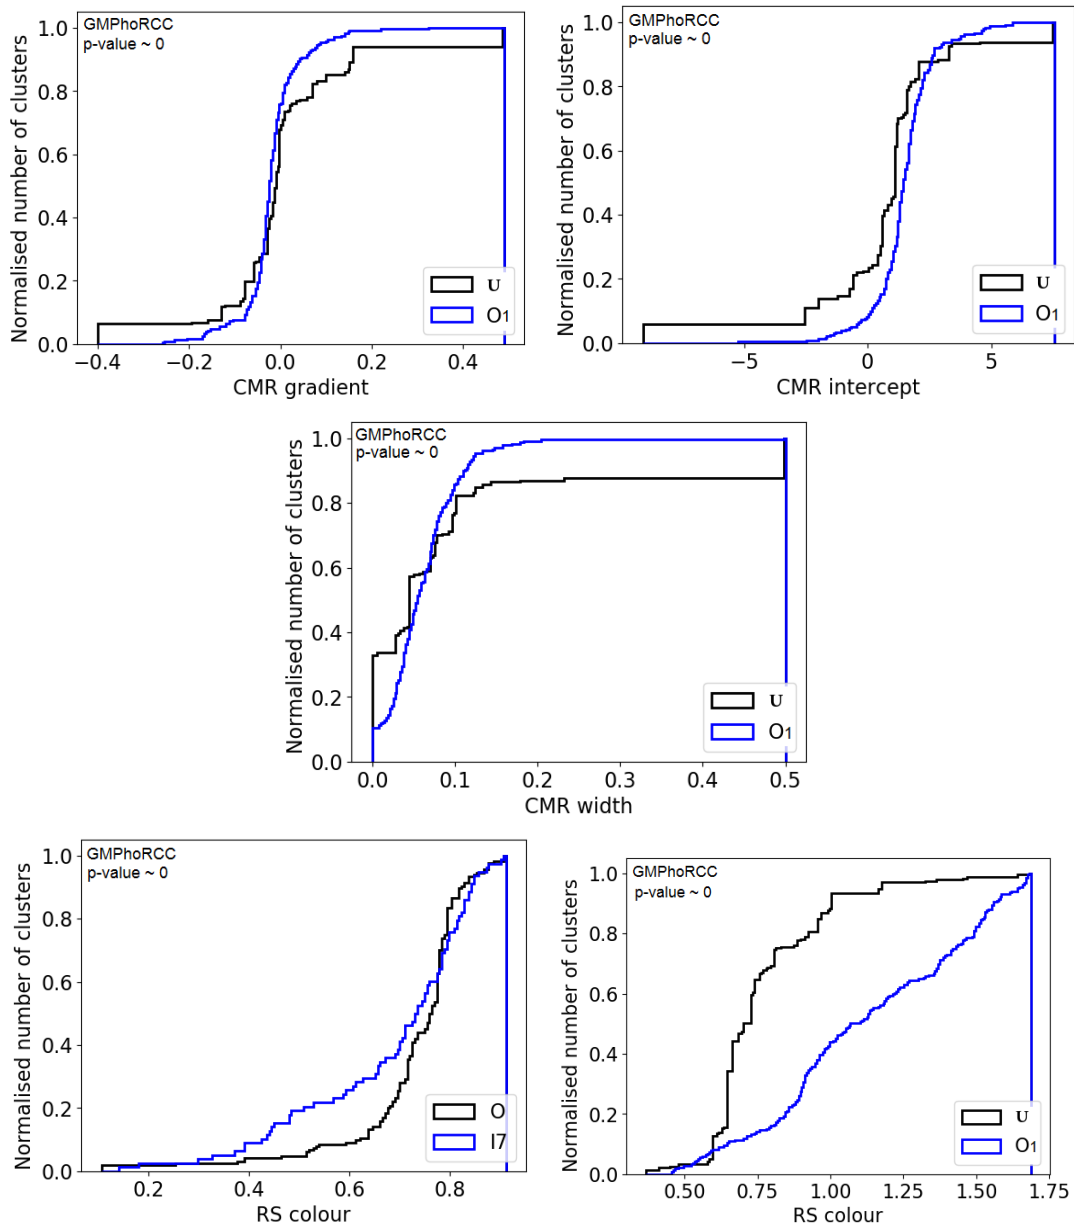 GMPhoRCC
p-value ~ 0
Normalised number of clusters
1.0
0.8
0.6
0.4
0.2
0.0
−0.4 −0.2 0.0 0.2 0.4
CMR gradient
U
O1
GMPhoRCC
p-value ~ 0
Normalised number of clusters
1.0
0.8
0.6
0.4
0.2
0.0
−5 0 5
CMR intercept
U
O1
GMPhoRCC
p-value ~ 0
Normalised number of clusters
1.0
0.8
0.6
0.4
0.2
0.0
0.0 0.1 0.2 0.3 0.4 0.5
CMR width
U
O1
GMPhoRCC
p-value ~ 0
Normalised number of clusters
1.0
0.8
0.6
0.4
0.2
0.0
0.2 0.4 0.6 0.8
RS colour
O
I7
GMPhoRCC
p-value ~ 0
Normalised number of clusters
1.0
0.8
0.6
0.4
0.2
0.0
0.50 0.75 1.00 1.25 1.50 1.75
RS colour
U
O1